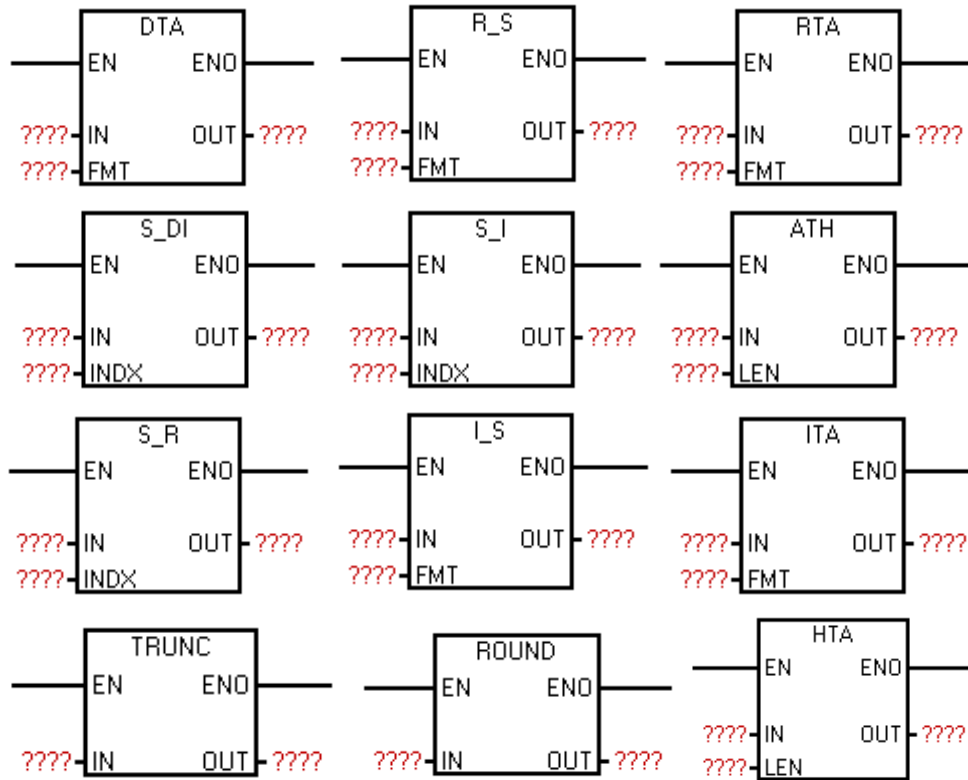 DTA
EN ENO
???? IN OUT ????
???? FMT
R_S
EN ENO
???? IN OUT ????
???? FMT
RTA
EN ENO
???? IN OUT ????
???? FMT
S_DI
EN ENO
???? IN OUT ????
???? INDX
S_I
EN ENO
???? IN OUT ????
???? INDX
ATH
EN ENO
???? IN OUT ????
???? LEN
S_R
EN ENO
???? IN OUT ????
???? INDX
I_S
EN ENO
???? IN OUT ????
???? FMT
ITA
EN ENO
???? IN OUT ????
???? FMT
TRUNC
EN ENO
???? IN OUT ????
ROUND
EN ENO
???? IN OUT ????
HTA
EN ENO
???? IN OUT ????
???? LEN